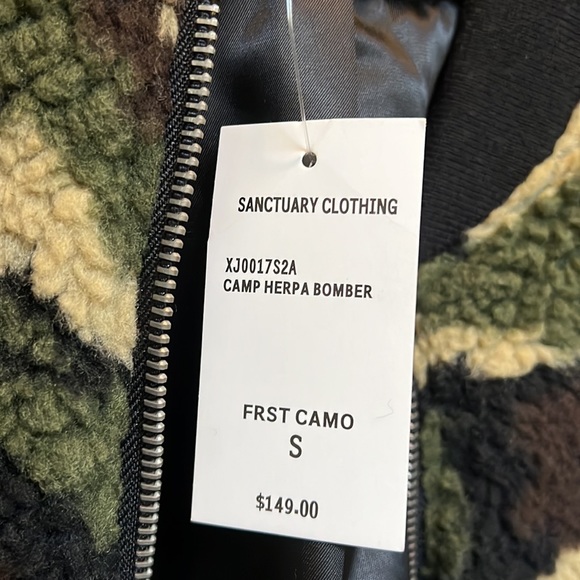 SANCTUARY CLOTHING
XJ0017S2A
CAMP HERPA BOMBER
FRST CAMO
S
$149.00